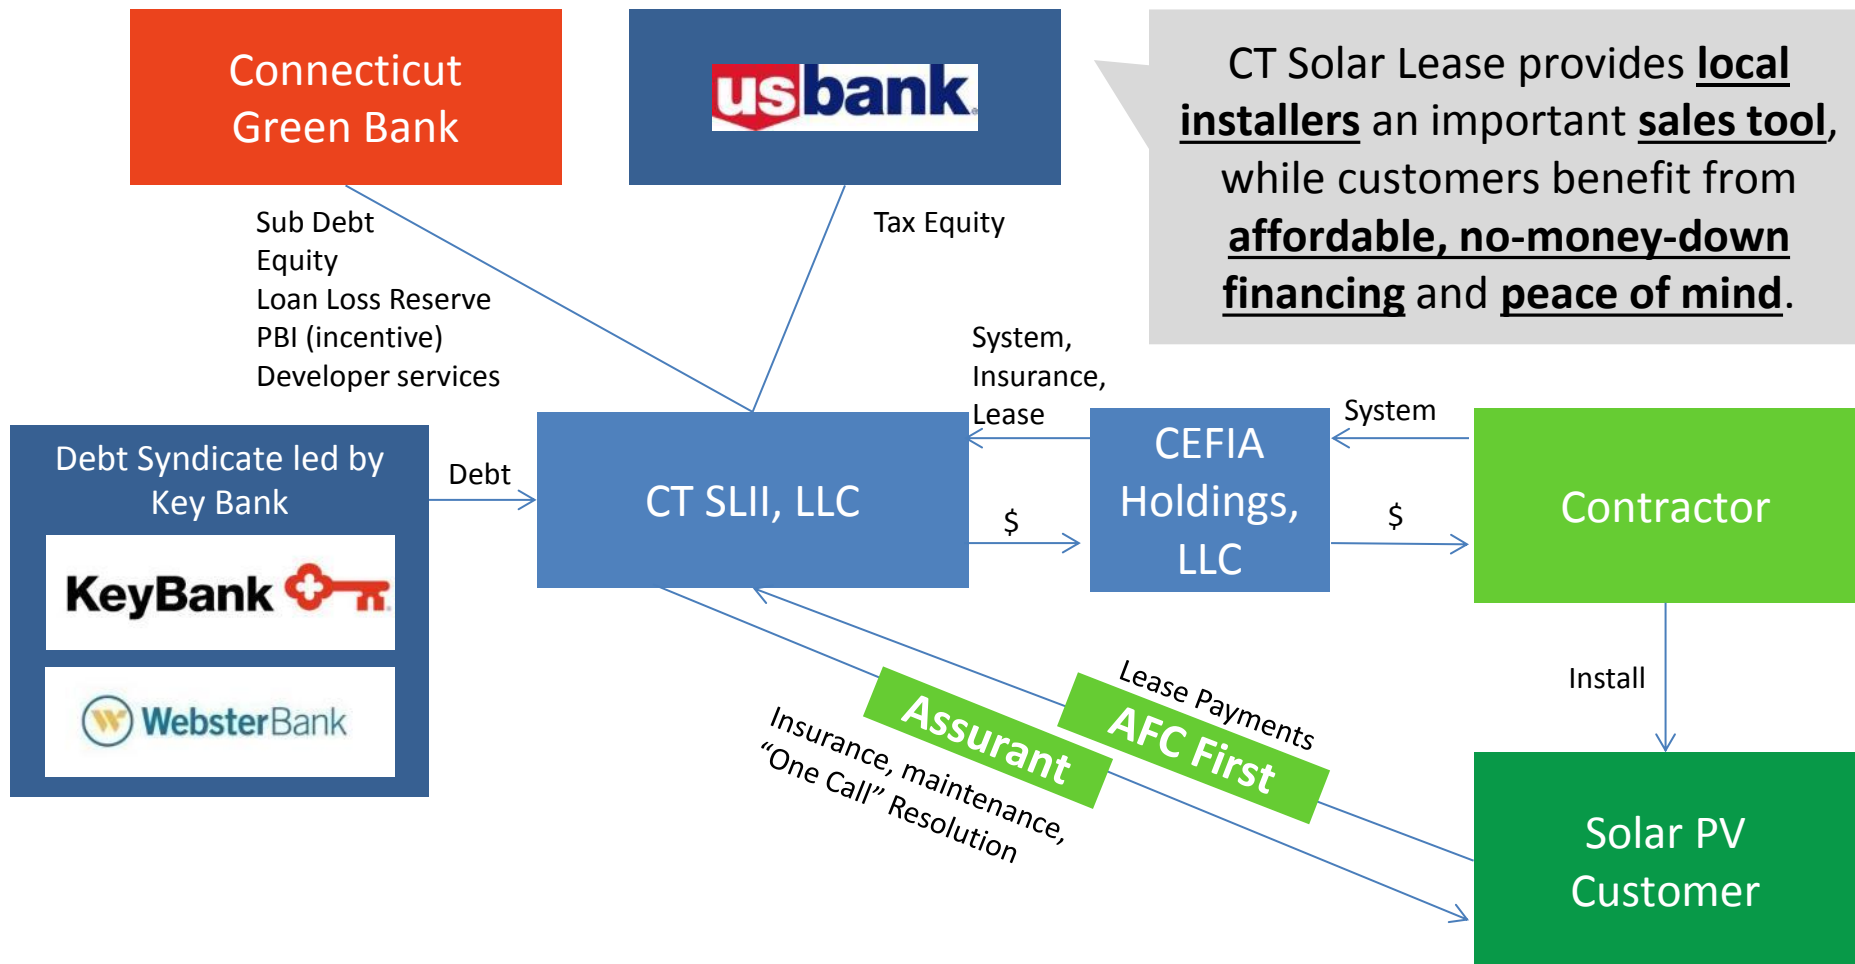 Connecticut
Green Bank
usbank
CT Solar Lease provides local
installers an important sales tool,
while customers benefit from
affordable, no-money-down
financing and peace of mind.
Sub Debt
Equity
Loan Loss Reserve
PBI (incentive)
Developer services
Tax Equity
System,
Insurance,
Lease
System
Debt Syndicate led by
Key Bank
KeyBank
WebsterBank
Debt
CT SLII, LLC
$
CEFIA
Holdings,
LLC
$
Contractor
Install
Lease Payments
AFC First
Assurant
Insurance, maintenance,
“One Call” Resolution
Solar PV
Customer